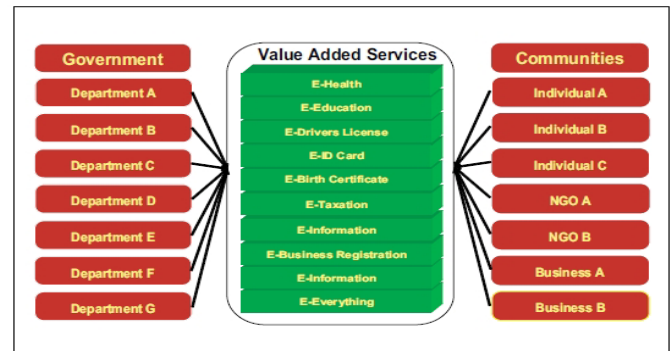 Government
Department A
Department B
Department C
Department D
Department E
Department F
Department G
Value Added Services
E-Health
E-Education
E-Drivers License
E-ID Card
E-Birth Certificate
E-Taxation
E-Information
E-Business Registration
E-Information
E-Everything
Communities
Individual A
Individual B
Individual C
NGO A
NGO B
Business A
Business B